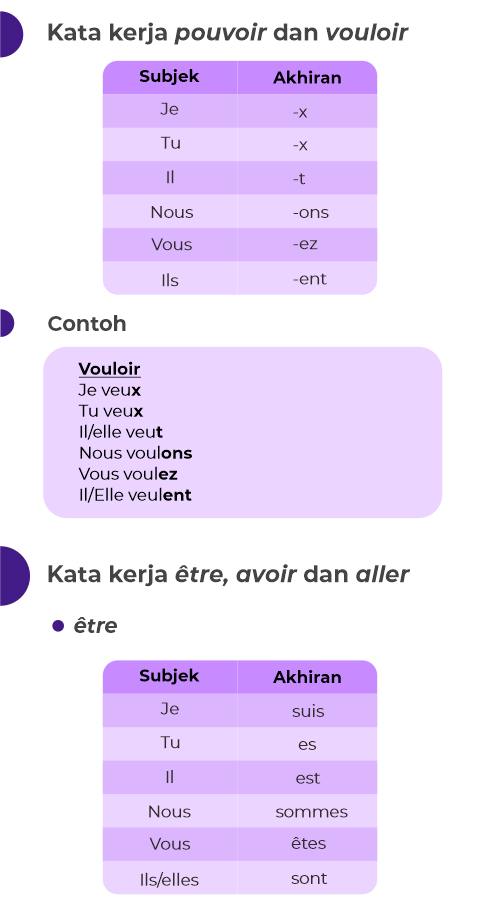 Kata kerja pouvoir dan vouloir
Subjek Akhiran
Je -x
Tu -x
Il -t
Nous -ons
Vous -ez
Ils -ent
Contoh
Vouloir
Je veux
Tu veux
Il/elle veut
Nous voulons
Vous voulez
Il/Elle veulent
Kata kerja être, avoir dan aller
être
Subjek Akhiran
Je suis
Tu es
Il est
Nous sommes
Vous êtes
Ils/elles sont